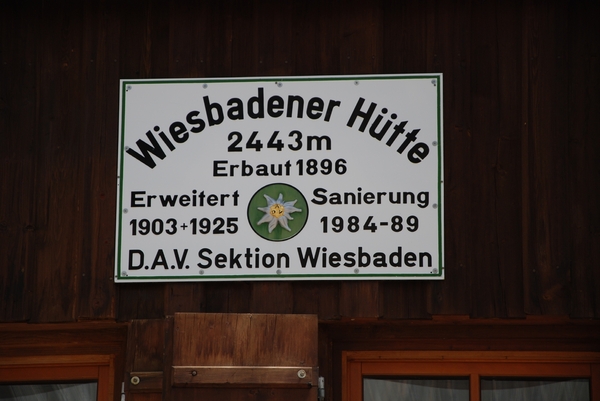 Wiesbadener Hütte
2443m
Erbaut 1896
Erweitert
1903+1925
Sanierung
1984-89
D.A.V. Sektion Wiesbaden